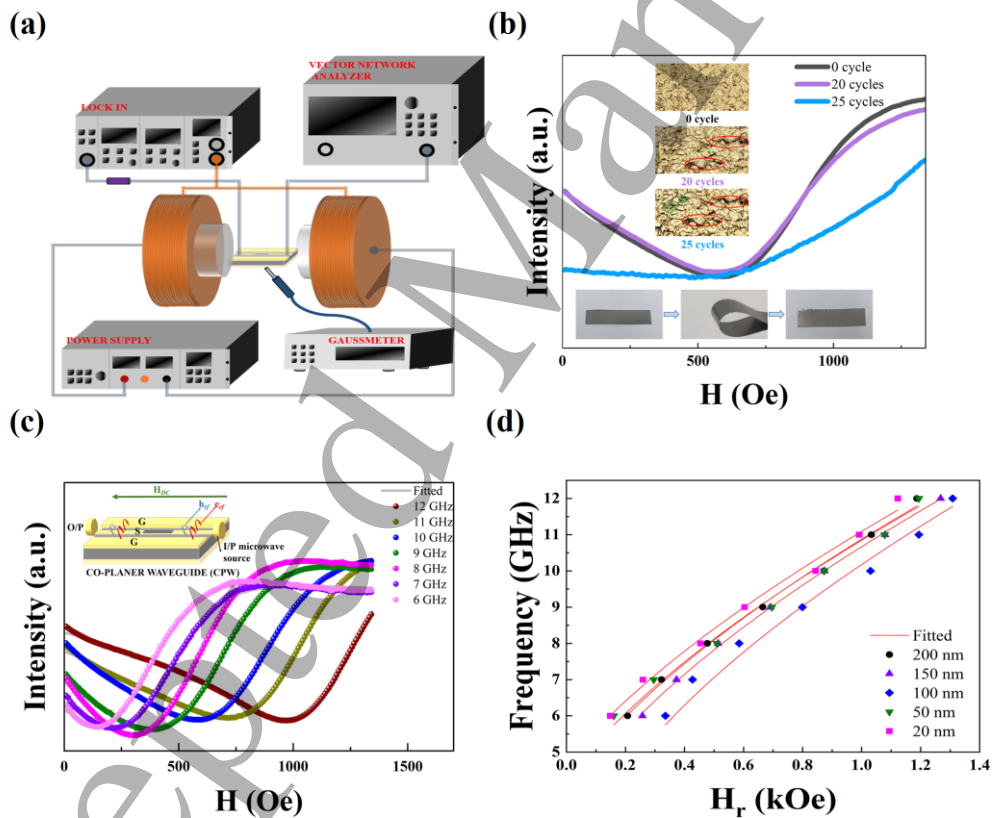 (a)
LOCK IN
VECTOR NETWORK
ANALYZER
POWER SUPPLY
GAUSSMETER
(b)
Intensity (a.u.)
0 cycle
20 cycles
25 cycles
0 cycle
20 cycles
25 cycles
0
500
1000
H (Oe)
(c)
Intensity (a.u.)
H_DC
h_rf
e_rf
O/P
G
S
G
I/P microwave
source
CO-PLANER WAVEGUIDE (CPW)
Fitted
12 GHz
11 GHz
10 GHz
9 GHz
8 GHz
7 GHz
6 GHz
0
500
1000
1500
H (Oe)
(d)
Frequency (GHz)
12
11
10
9
8
7
6
5
Fitted
200 nm
150 nm
100 nm
50 nm
20 nm
0.0
0.2
0.4
0.6
0.8
1.0
1.2
1.4
H_r (kOe)
epted Man